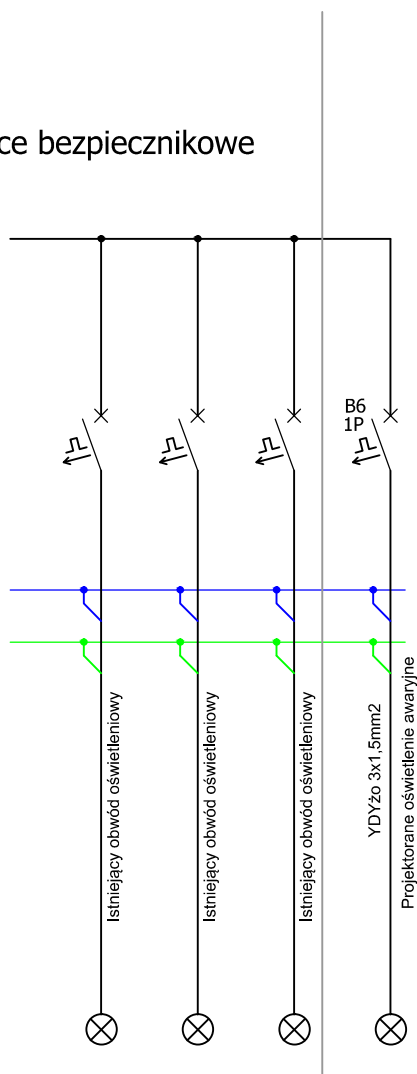 ce bezpiecznikowe
B6
1P
Istniejący obwód oświetleniowy
Istniejący obwód oświetleniowy
Istniejący obwód oświetleniowy
YDYżo 3x1,5mm2
Projektorane oświetlenie awaryjne